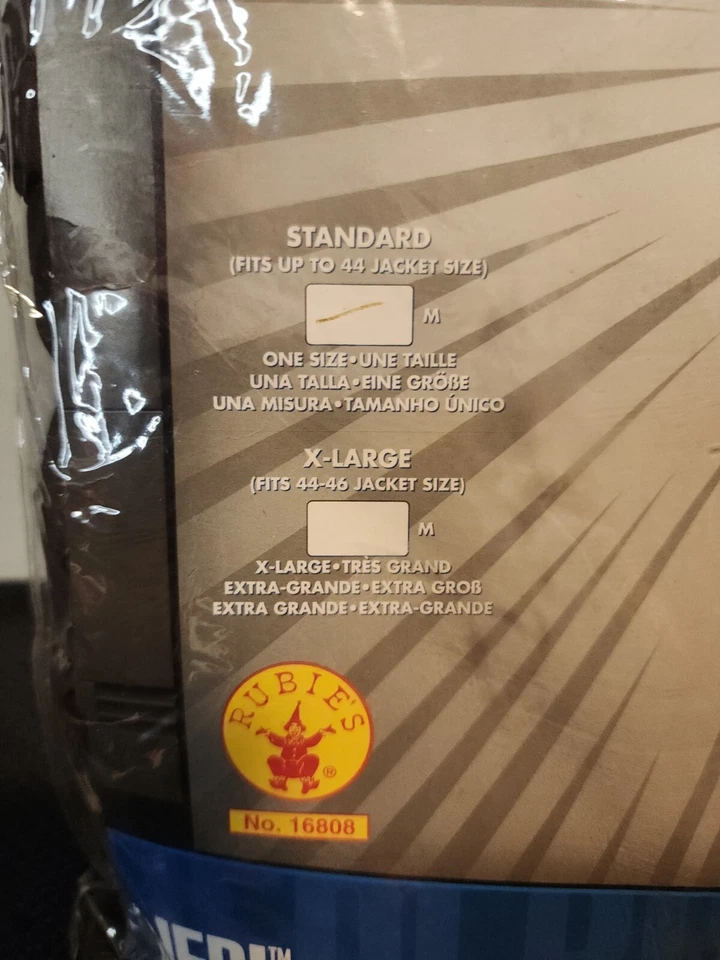 STANDARD
(FITS UP TO 44 JACKET SIZE)
M
ONE SIZE•UNE TAILLE
UNA TALLA•EINE GRÖßE
UNA MISURA•TAMANHO ÚNICO
X-LARGE
(FITS 44-46 JACKET SIZE)
M
X-LARGE•TRÈS GRAND
EXTRA-GRANDE•EXTRA GROß
EXTRA GRANDE•EXTRA-GRANDE
RUBIE'S
®
No. 16808